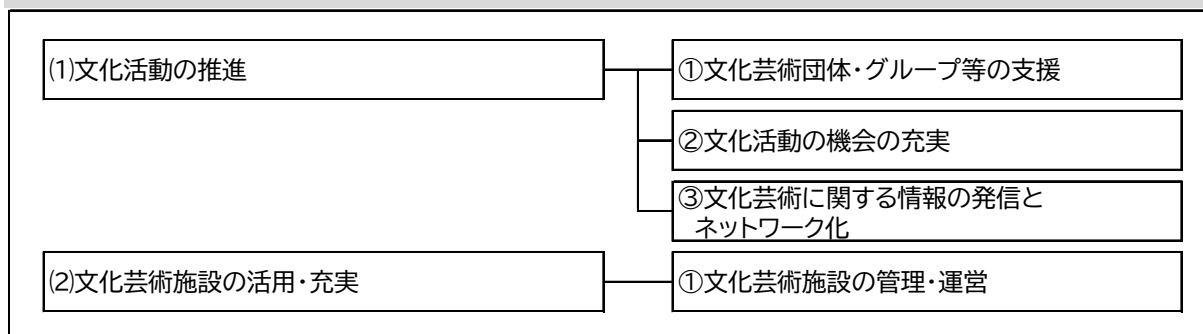 ⑴文化活動の推進
①文化芸術団体・グループ等の支援
②文化活動の機会の充実
③文化芸術に関する情報の発信と
ネットワーク化
⑵文化芸術施設の活用・充実
①文化芸術施設の管理・運営